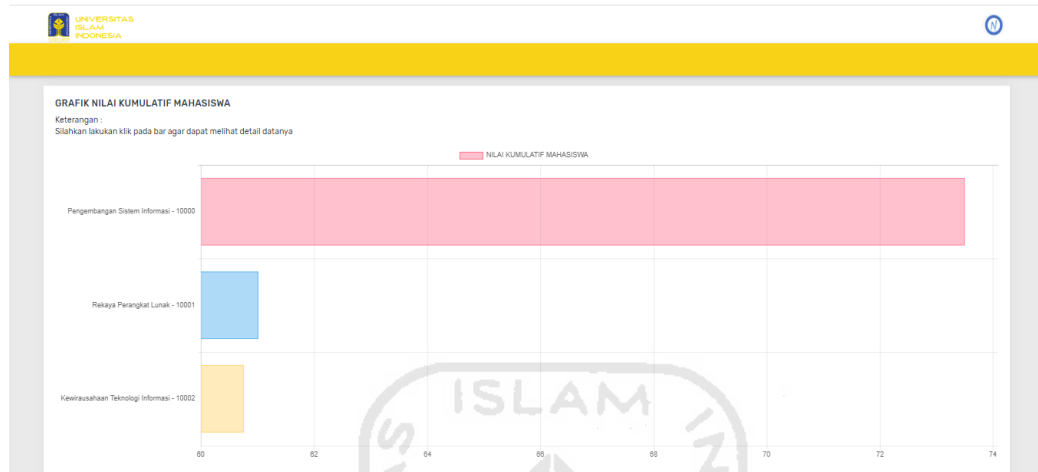 UNIVERSITAS
ISLAM
INDONESIA
N
GRAFIK NILAI KUMULATIF MAHASISWA
Keterangan :
Silahkan lakukan klik pada bar agar dapat melihat detail datanya
NILAI KUMULATIF MAHASISWA
Pengembangan Sistem Informasi - 10000
Rekaya Perangkat Lunak - 10001
Kewirausahaan Teknologi Informasi - 10002
ISLAM
60 62 64 66 68 70 72 74